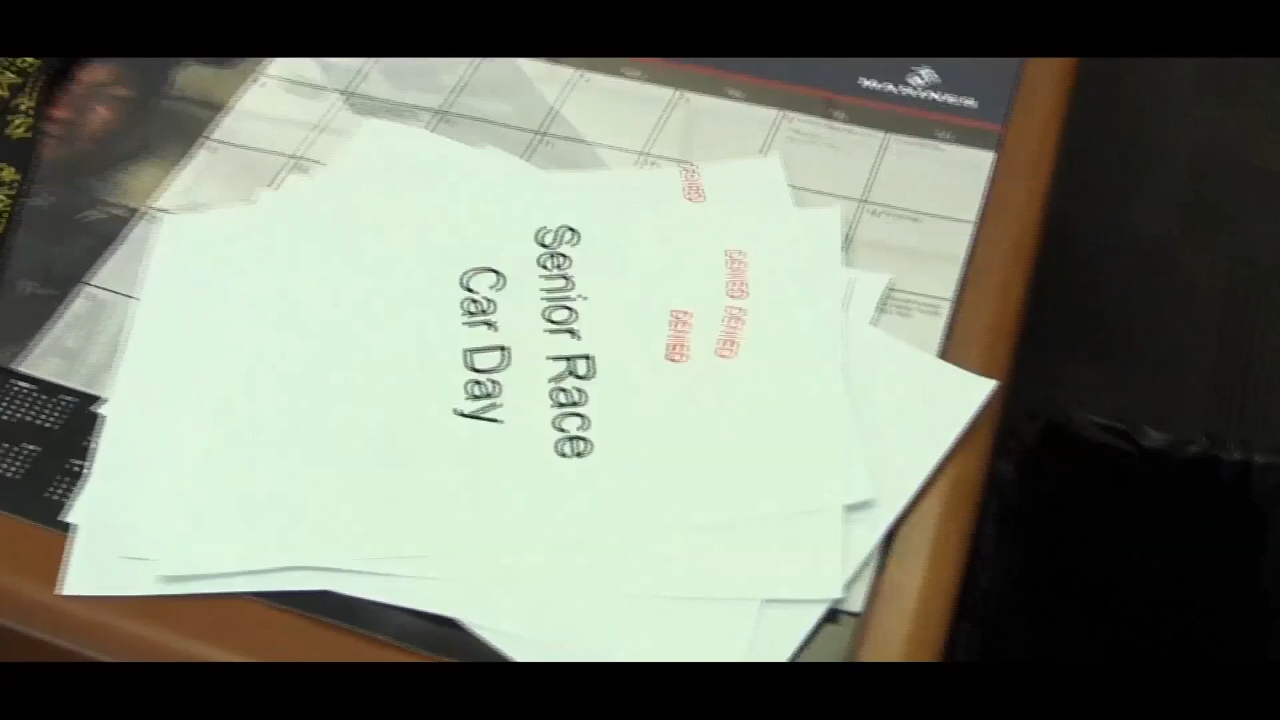 MARINES
DENIED
DENIED DENIED
DENIED
Senior Race
Car Day